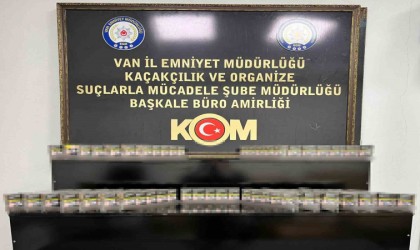 VAN İL EMNİYET MÜDÜRLÜĞÜ
KAÇAKÇILIK VE ORGANİZE
SUÇLARLA MÜCADELE ŞUBE MÜDÜRLÜĞÜ
BAŞKALE BÜRO AMİRLİĞİ
KOM